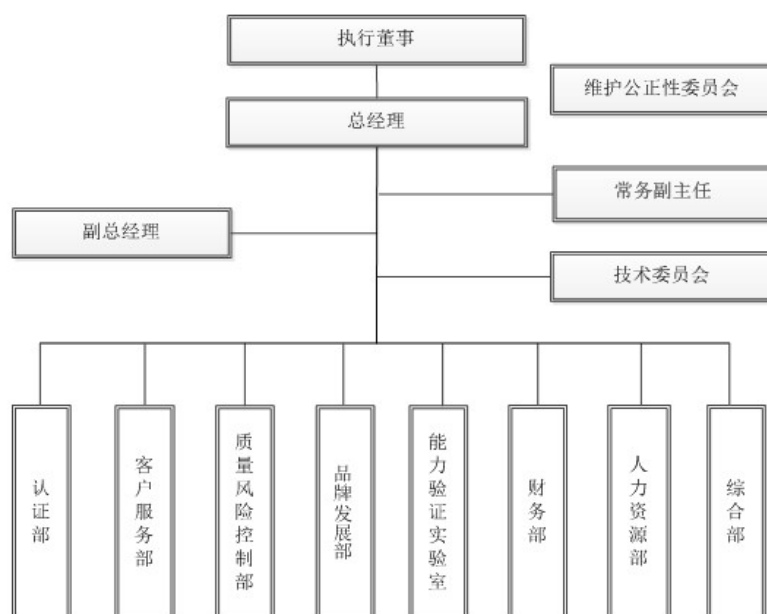 执行董事
维护公正性委员会
总经理
常务副主任
副总经理
技术委员会
认证部
客户服务部
质量风险控制部
品牌发展部
能力验证实验室
财务部
人力资源部
综合部